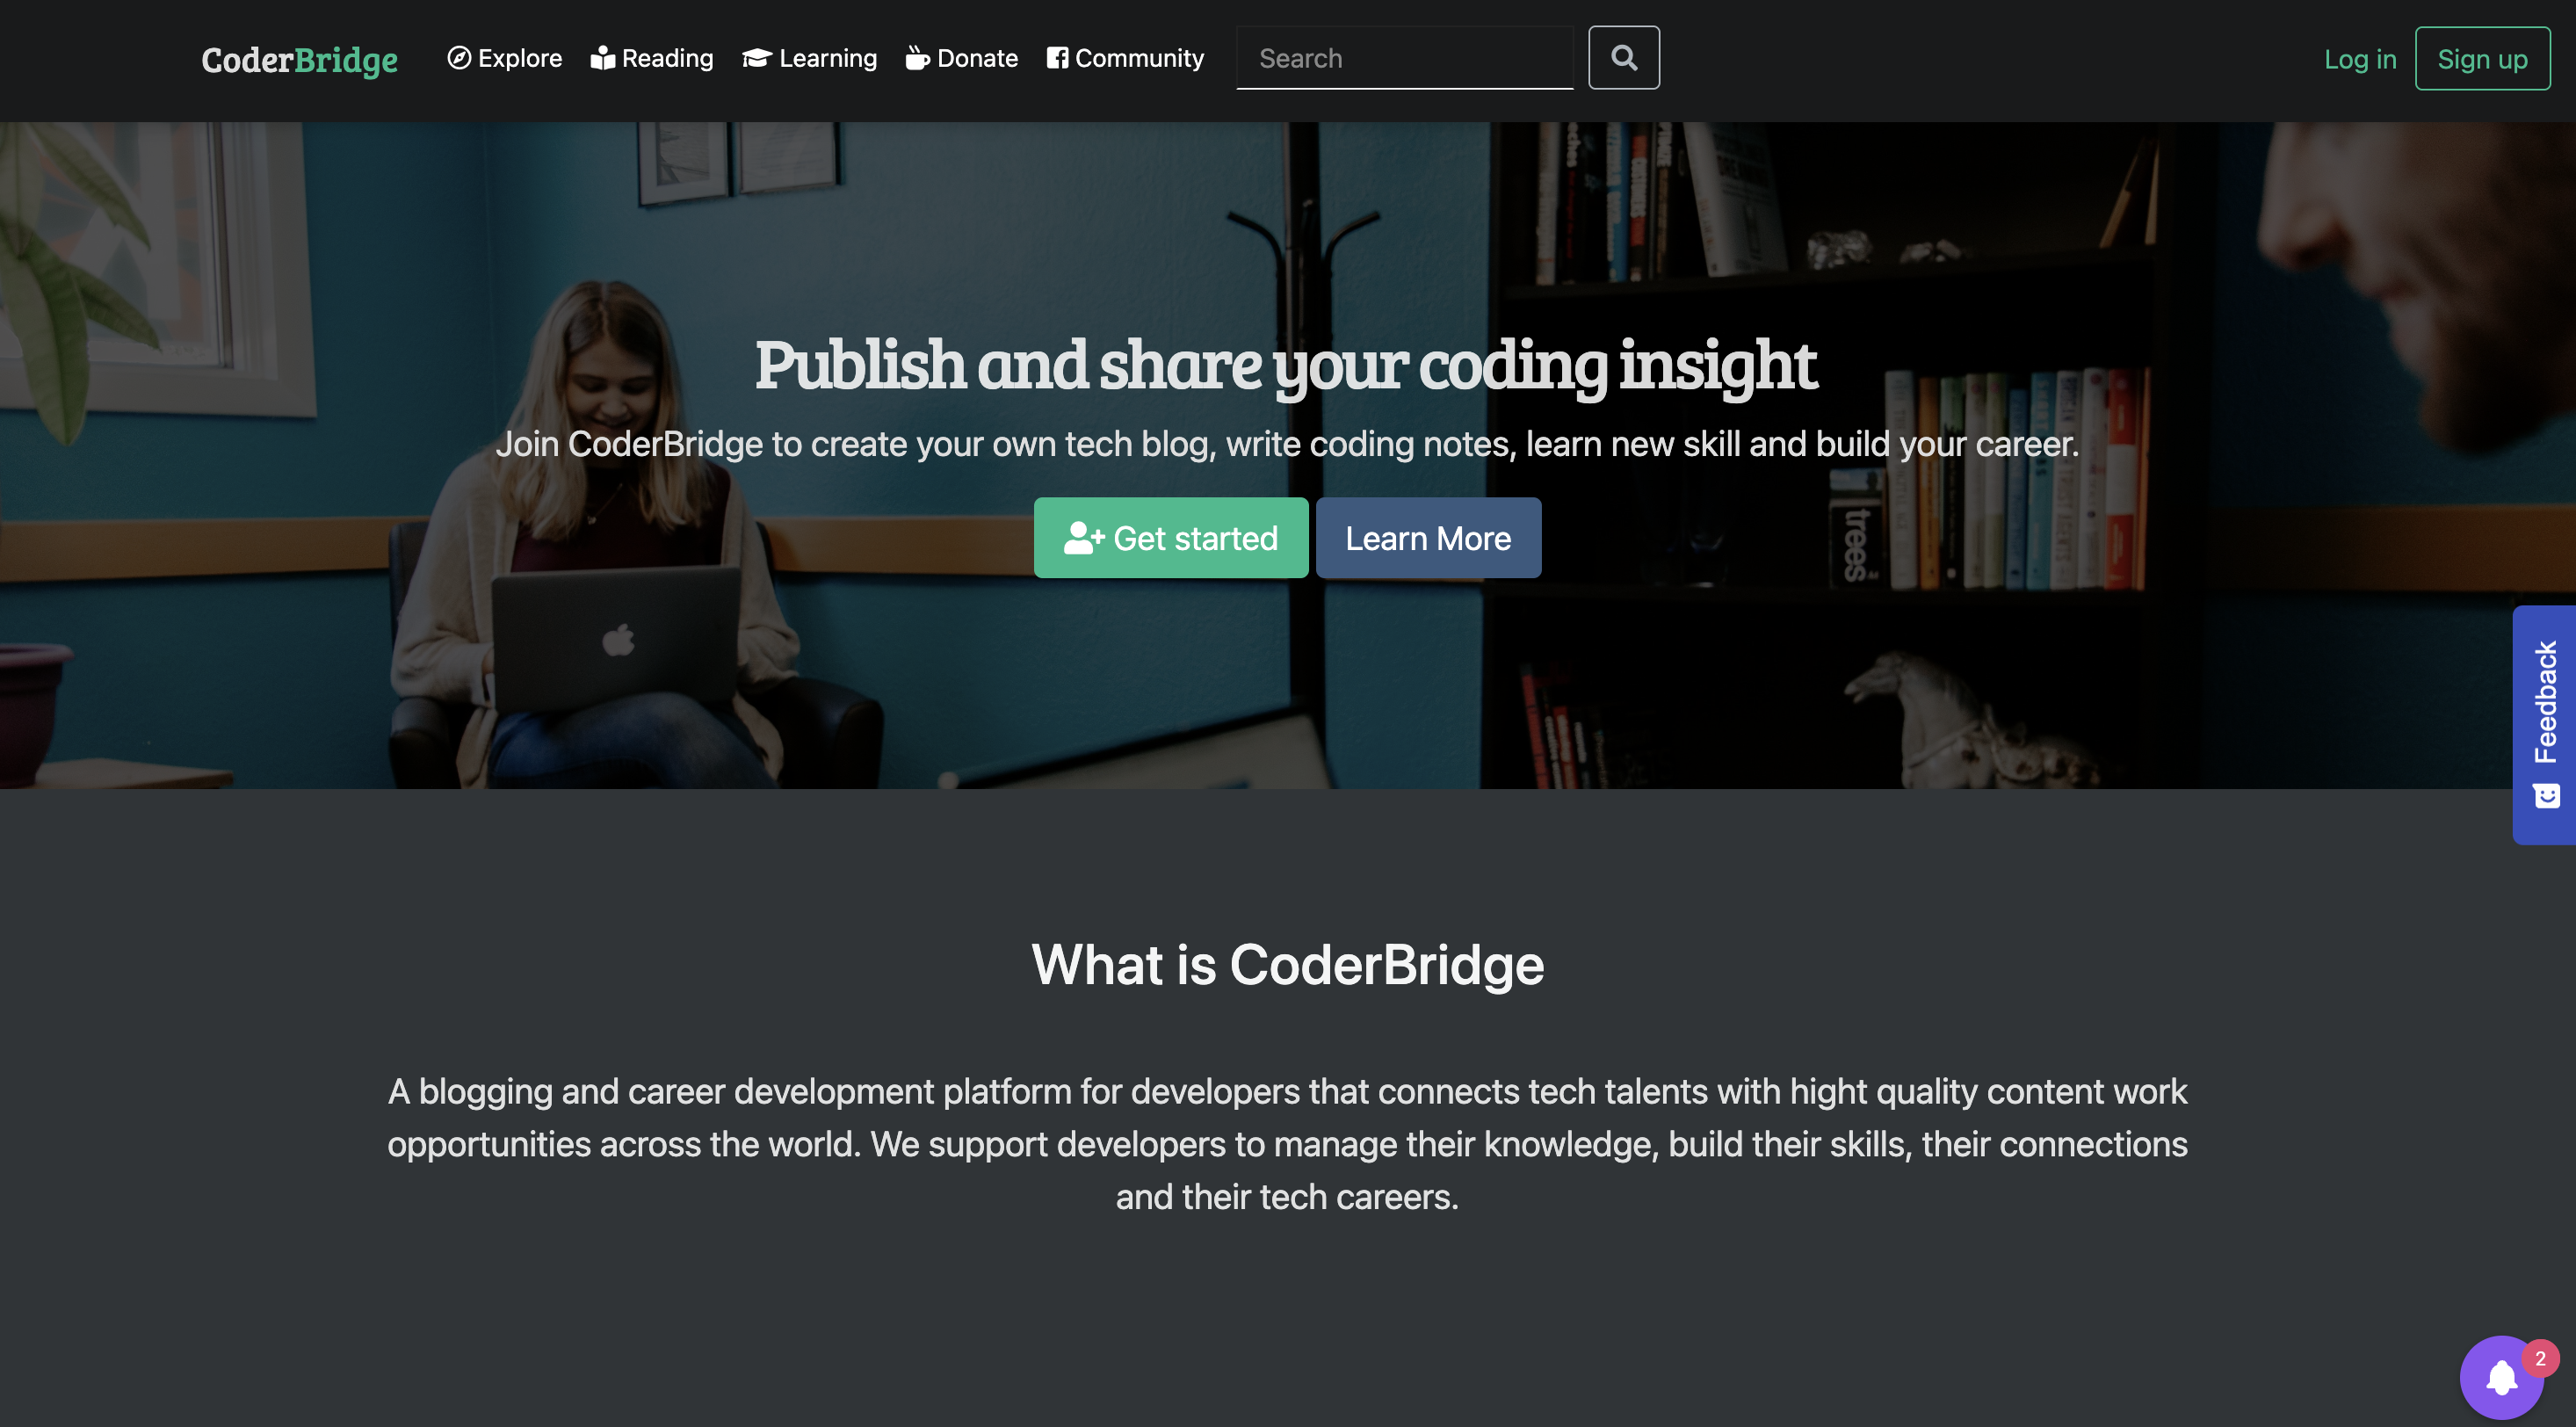 CoderBridge
Explore
Reading
Learning
Donate
Community
Search
Log in
Sign up
Publish and share your coding insight
Join CoderBridge to create your own tech blog, write coding notes, learn new skill and build your career.
Get started
Learn More
trees
Feedback
What is CoderBridge
A blogging and career development platform for developers that connects tech talents with hight quality content work
opportunities across the world. We support developers to manage their knowledge, build their skills, their connections
and their tech careers.
2